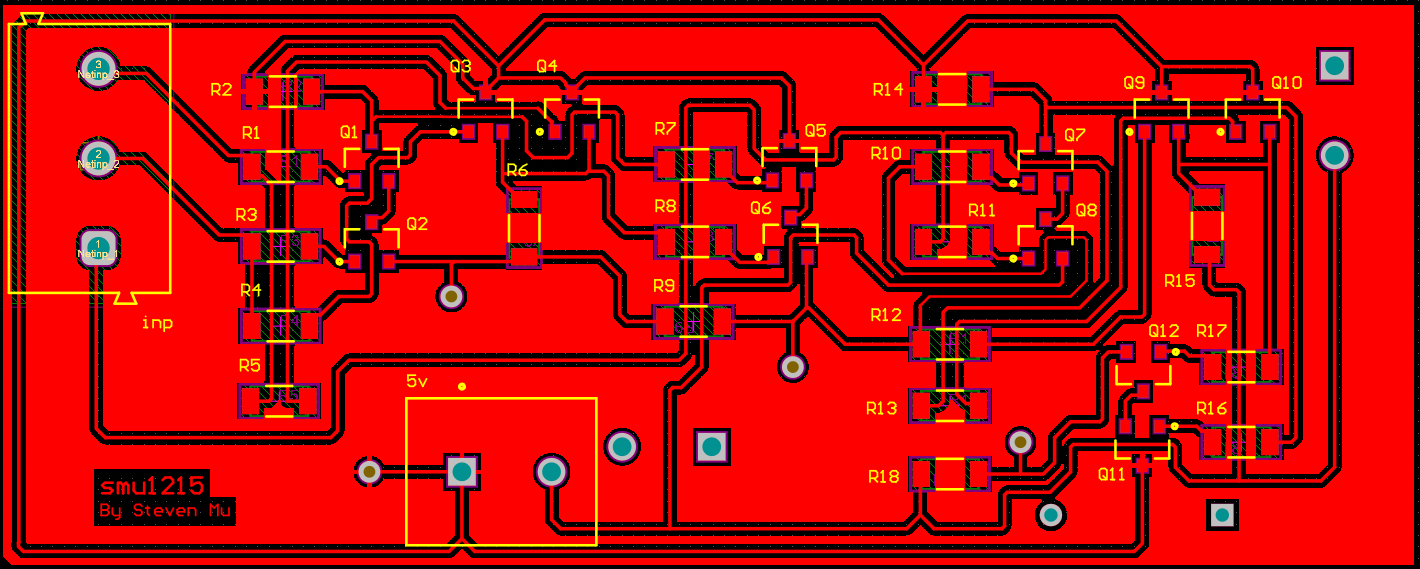 3
Netinp_3
2
Netinp_2
1
Netinp_1
inp
R2
R1
R3
R4
R5
Q1
Q2
Q3
Q4
R6
R7
R8
R9
Q5
Q6
R14
R10
R11
R12
R13
R18
Q7
Q8
Q9
Q10
R15
Q12
R17
R16
Q11
5v
smu1215
By Steven Mu